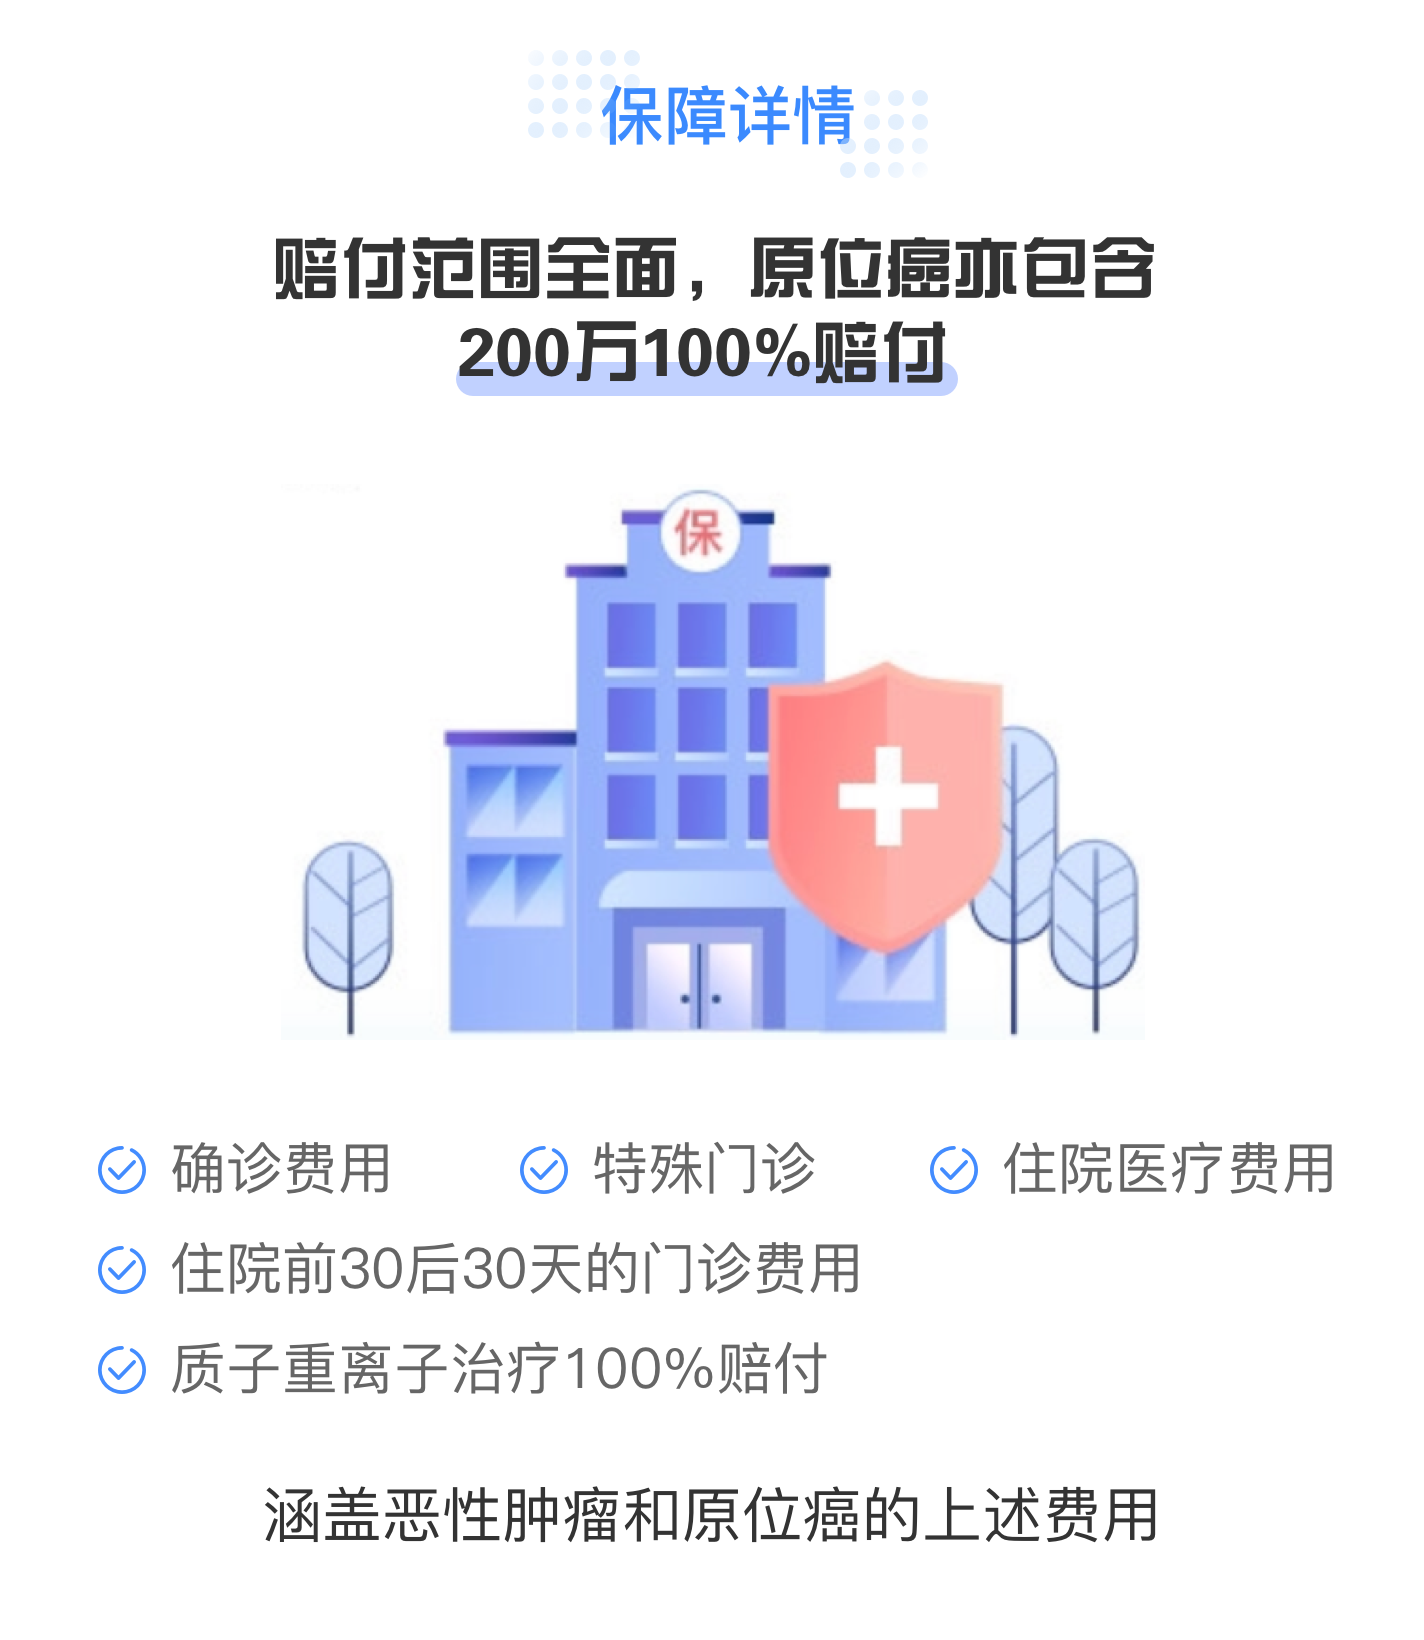 保障详情
赔付范围全面，原位癌亦包含
200万100%赔付
保
确诊费用
特殊门诊
住院医疗费用
住院前30后30天的门诊费用
质子重离子治疗100%赔付
涵盖恶性肿瘤和原位癌的上述费用